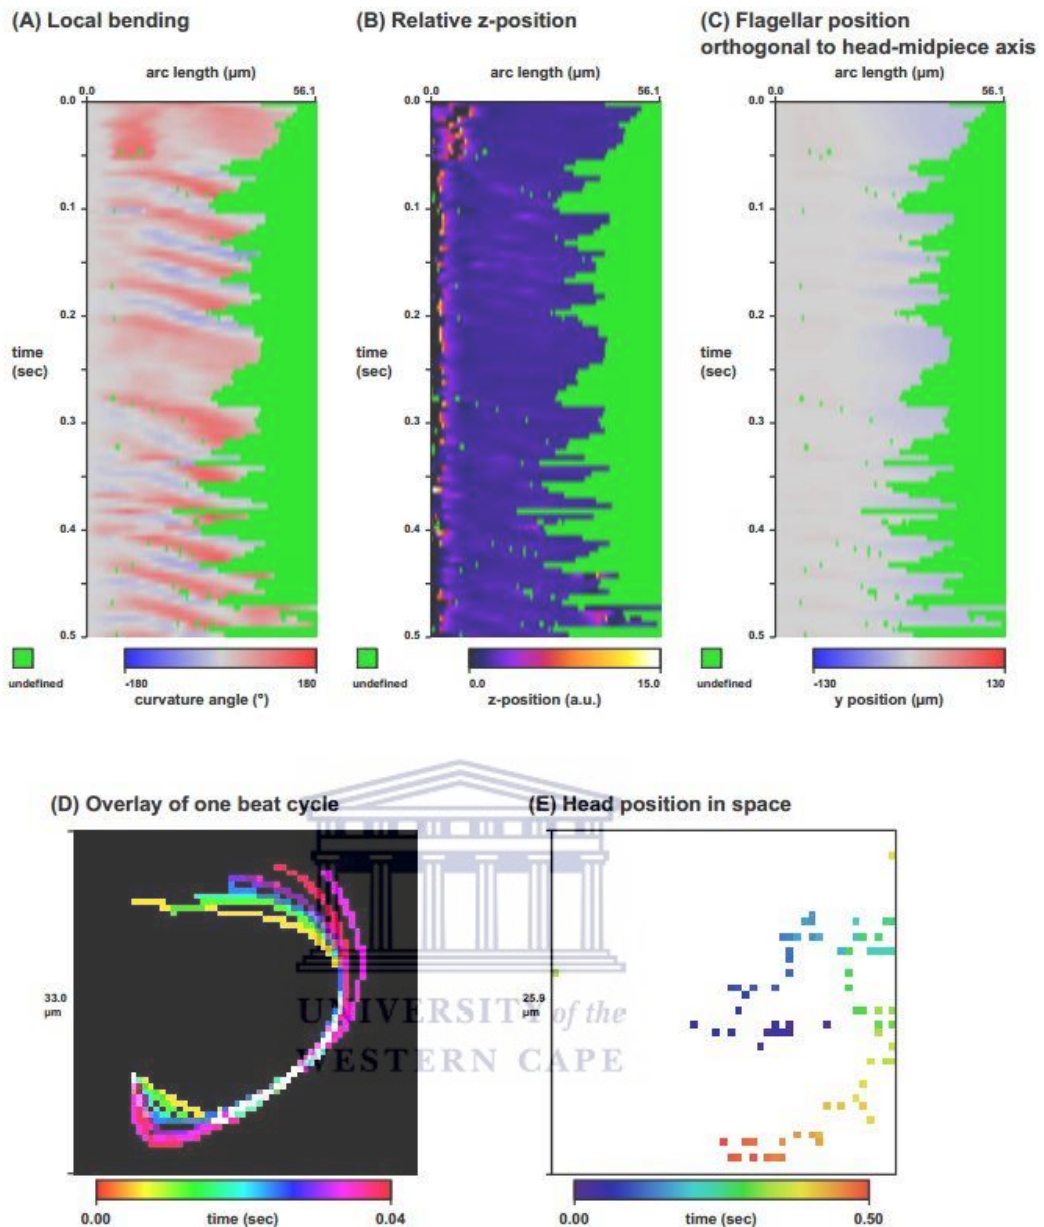 (A) Local bending
(B) Relative z-position
(C) Flagellar position
orthogonal to head-midpiece axis
arc length (µm)
arc length (µm)
arc length (µm)
0.0
56.1
0.0
56.1
0.0
56.1
0.0
0.1
0.2
time
(sec)
0.3
0.4
0.5
0.0
0.1
0.2
time
(sec)
0.3
0.4
0.5
0.0
0.1
0.2
time
(sec)
0.3
0.4
0.5
undefined
-180
180
curvature angle (°)
undefined
0.0
15.0
z-position (a.u.)
undefined
-130
130
y position (µm)
(D) Overlay of one beat cycle
(E) Head position in space
33.0
µm
25.9
µm
UNIVERSITY of the
WESTERN CAPE
0.00
time (sec)
0.04
0.00
time (sec)
0.50